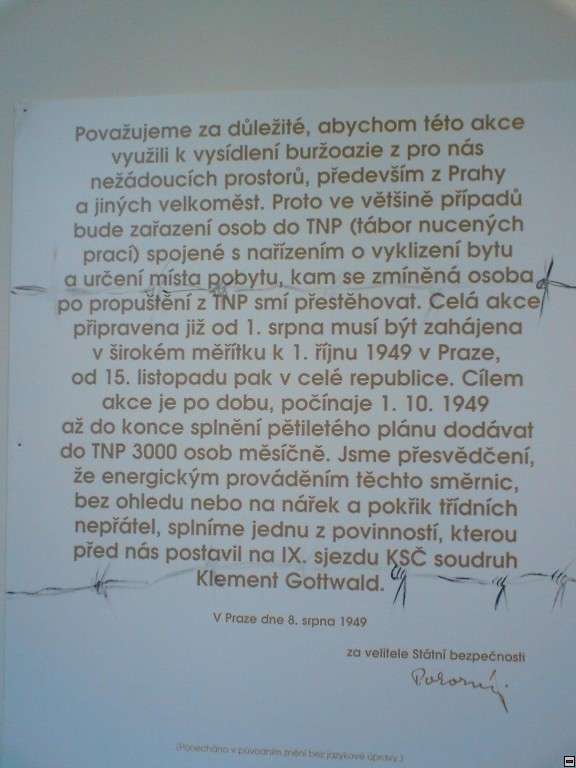 Považujeme za důležité, abychom této akce
využili k vysídlení buržoazie z pro nás
nežádoucích prostorů, především z Prahy
a jiných velkoměst. Proto ve většině případů
bude zařazení osob do TNP (tábor nucených
prací) spojené s nařízením o vyklizení bytu
a určení místa pobytu, kam se zmíněná osoba
po propuštění z TNP smí přestěhovat. Celá akce
připravena již od 1. srpna musí být zahájena
v širokém měřítku k 1. říjnu 1949 v Praze,
od 15. listopadu pak v celé republice. Cílem
akce je po dobu, počínaje 1. 10. 1949
až do konce splnění pětiletého plánu dodávat
do TNP 3000 osob měsíčně. Jsme přesvědčení,
že energickým prováděním těchto směrnic,
bez ohledu nebo na nářek a pokřik třídních
nepřátel, splníme jednu z povinností, kterou
před nás postavil na IX. sjezdu KSČ soudruh
Klement Gottwald.
V Praze dne 8. srpna 1949
za velitele Státní bezpečnosti
Pokorný
(Ponecháno v původním znění bez jazykové úpravy.)